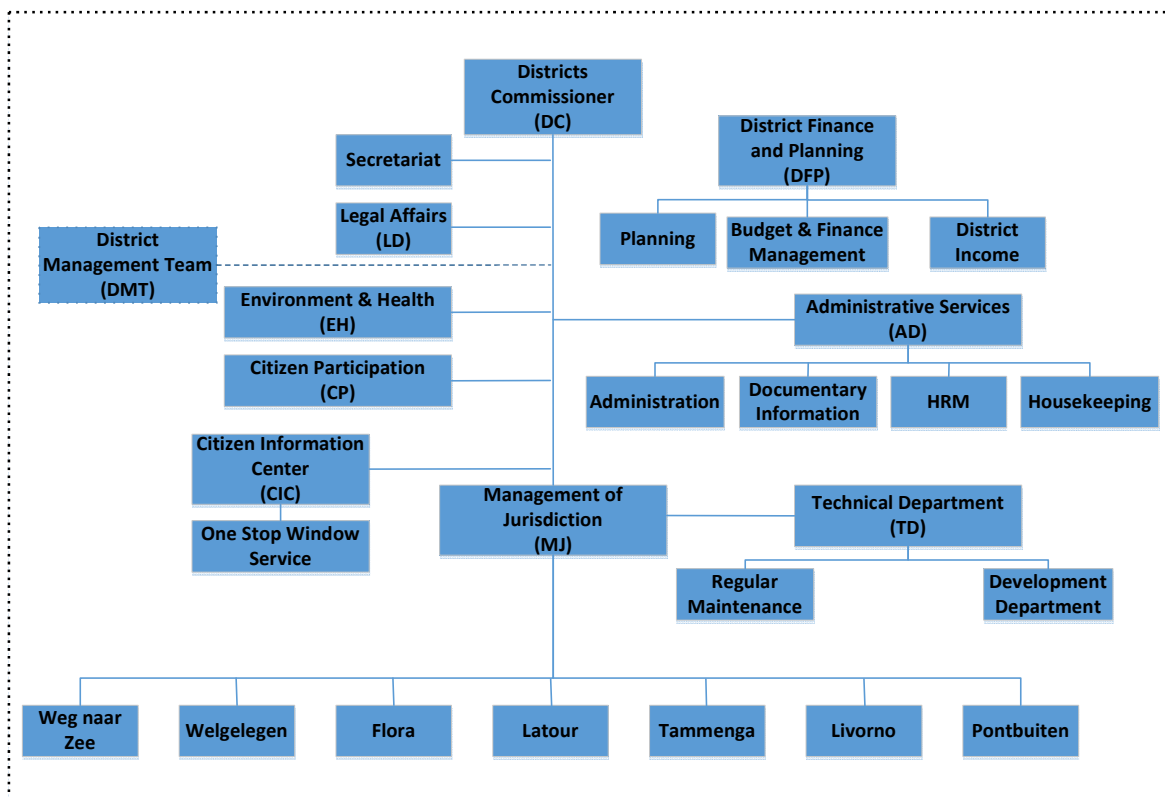 Districts
Commissioner
(DC)
Secretariat
District Finance
and Planning
(DFP)
Legal Affairs
(LD)
Planning
Budget & Finance
Management
District
Income
District
Management Team
(DMT)
Environment & Health
(EH)
Administrative Services
(AD)
Citizen Participation
(CP)
Administration
Documentary
Information
HRM
Housekeeping
Citizen Information
Center
(CIC)
Management of
Jurisdiction
(MJ)
Technical Department
(TD)
One Stop Window
Service
Regular
Maintenance
Development
Department
Weg naar
Zee
Welgelegen
Flora
Latour
Tammenga
Livorno
Pontbuiten